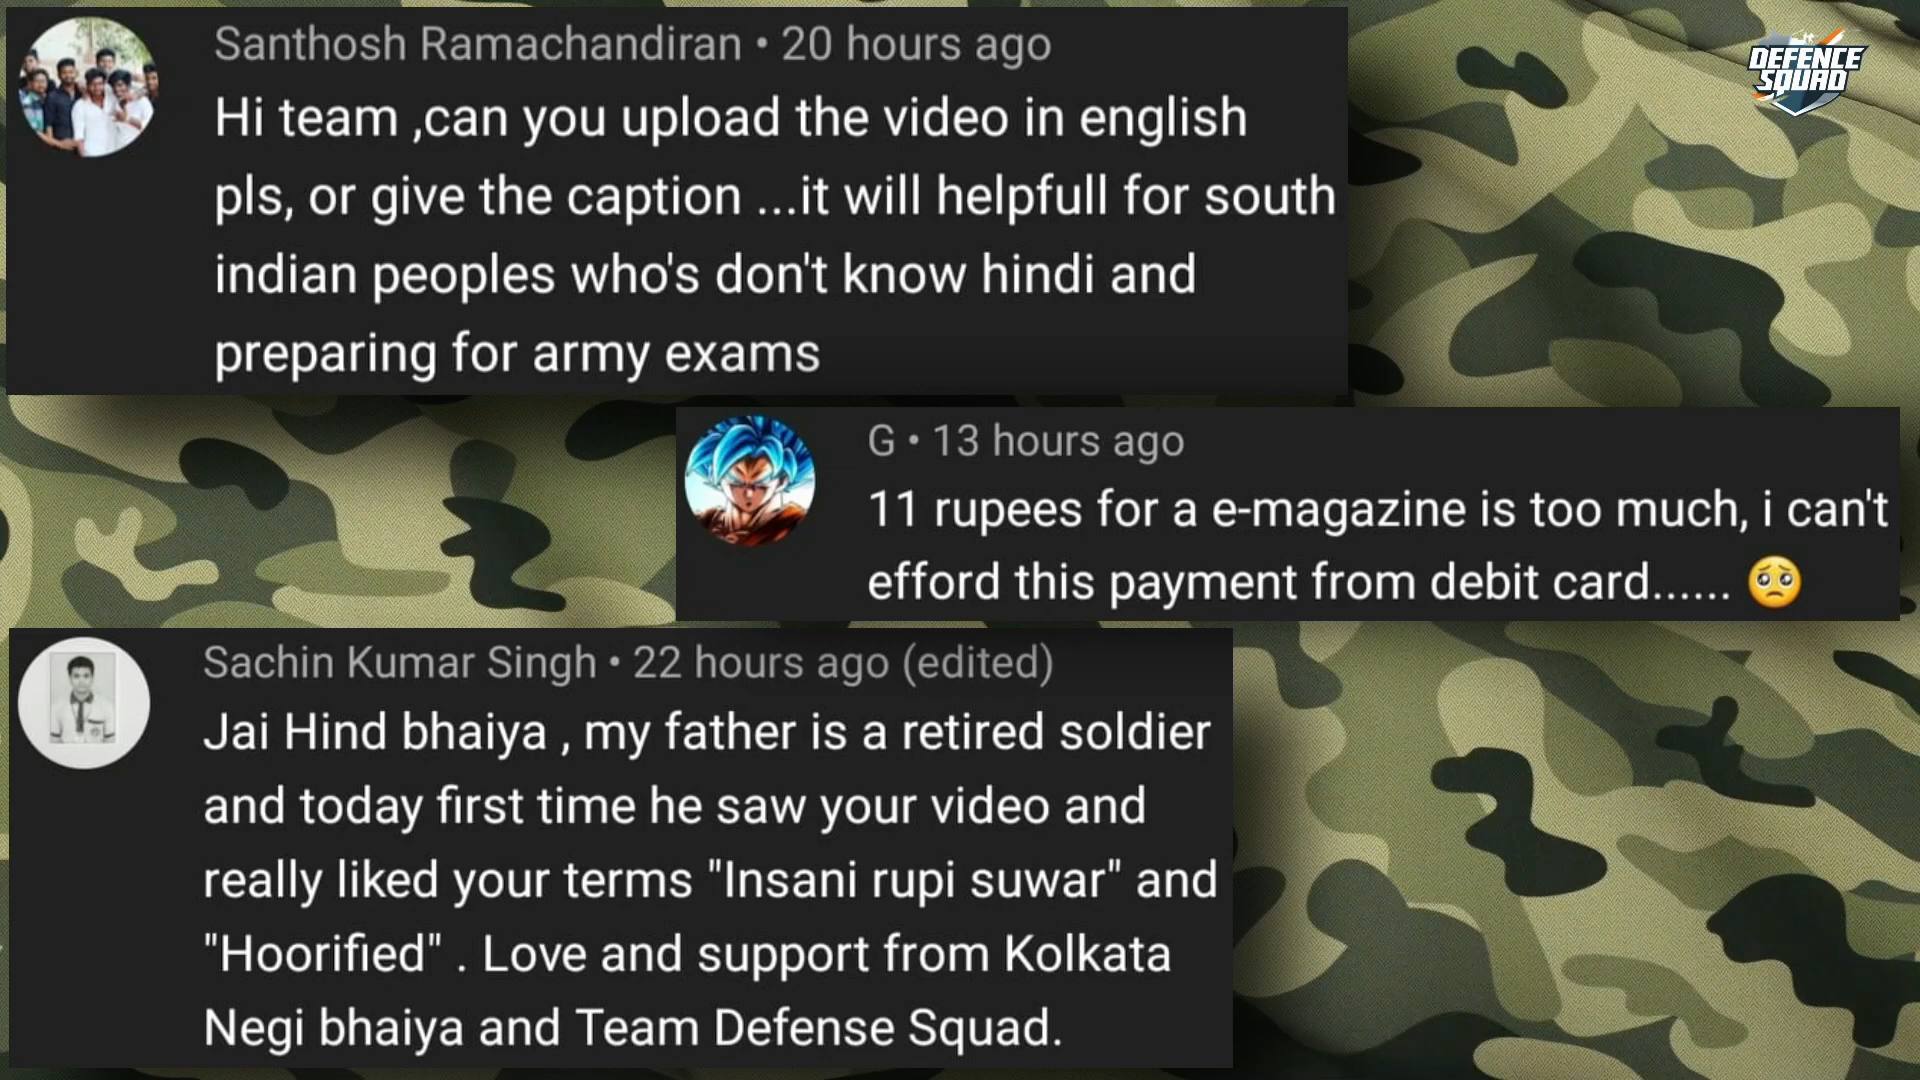 Santhosh Ramachandiran • 20 hours ago
Hi team ,can you upload the video in english
pls, or give the caption ...it will helpfull for south
indian peoples who's don't know hindi and
preparing for army exams
DEFENCE
SQUAD
G • 13 hours ago
11 rupees for a e-magazine is too much, i can't
efford this payment from debit card...... 🥺
Sachin Kumar Singh • 22 hours ago (edited)
Jai Hind bhaiya , my father is a retired soldier
and today first time he saw your video and
really liked your terms "Insani rupi suwar" and
"Hoorified" . Love and support from Kolkata
Negi bhaiya and Team Defense Squad.